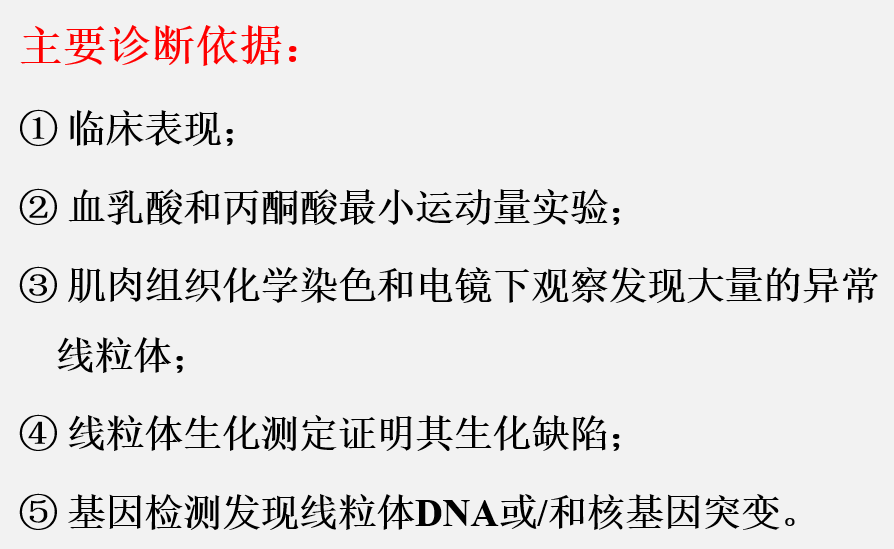 主要诊断依据：
① 临床表现；
② 血乳酸和丙酮酸最小运动量实验；
③ 肌肉组织化学染色和电镜下观察发现大量的异常
线粒体；
④ 线粒体生化测定证明其生化缺陷；
⑤ 基因检测发现线粒体DNA或/和核基因突变。